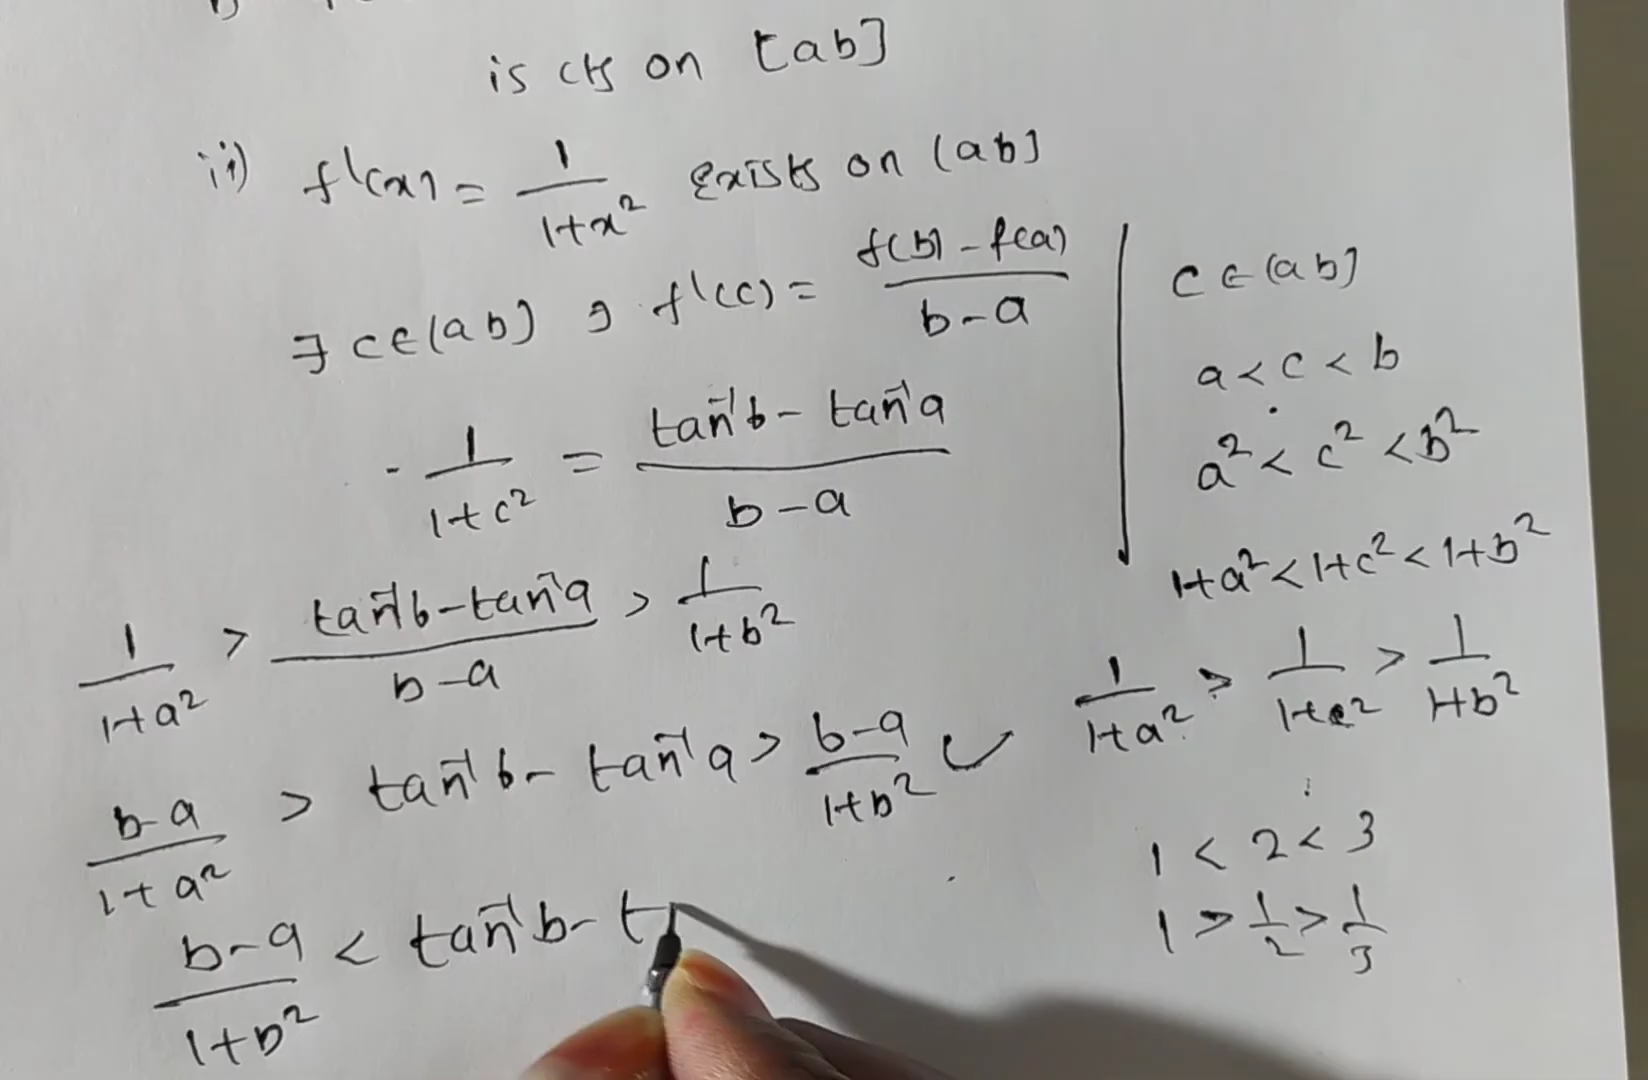 is cts on [ab]
ii) f'(x) = 1/(1+x²) exists on (ab)
∃ c∈(ab) ∋ f'(c) = (f(b) - f(a))/(b-a)
1/(1+c²) = (tan⁻¹b - tan⁻¹a)/(b-a)
1/(1+a²) > (tan⁻¹b - tan⁻¹a)/(b-a) > 1/(1+b²)
(b-a)/(1+a²) > tan⁻¹b - tan⁻¹a > (b-a)/(1+b²)
(b-a)/(1+b²) < tan⁻¹b - t
c∈(ab)
a<c<b
a²<c²<b²
1+a²<1+c²<1+b²
1/(1+a²) > 1/(1+c²) > 1/(1+b²)
1<2<3
1>1/2>1/3